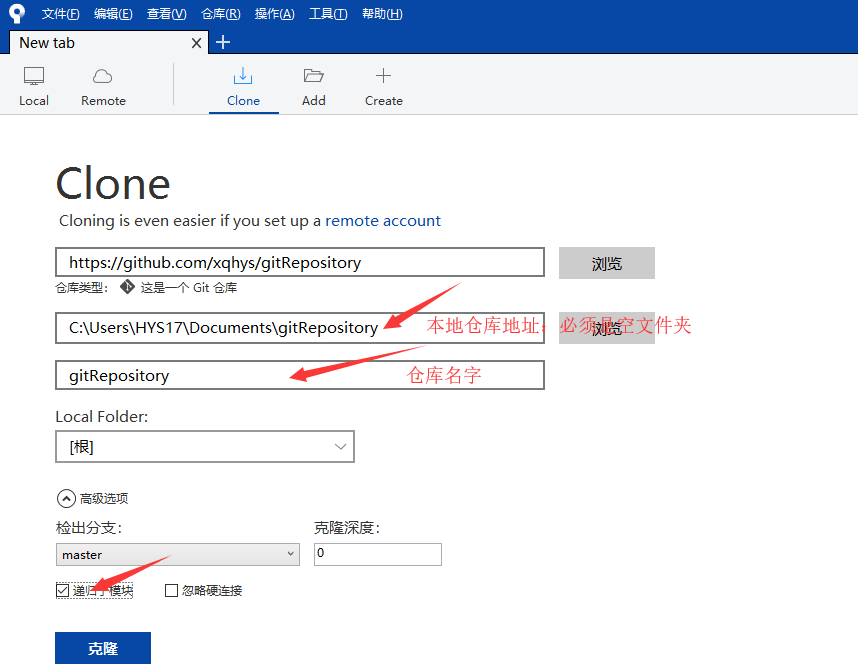 文件(F) 编辑(E) 查看(V) 仓库(R) 操作(A) 工具(T) 帮助(H)
New tab
Local Remote Clone Add Create
Clone
Cloning is even easier if you set up a remote account
https://github.com/xqhys/gitRepository 浏览
仓库类型: 这是一个 Git 仓库
C:\Users\HYS17\Documents\gitRepository 浏览
本地仓库地址: 必须是空文件夹
gitRepository 仓库名字
Local Folder:
[根]
高级选项
检出分支: 克隆深度:
master 0
递归子模块 忽略硬连接
克隆